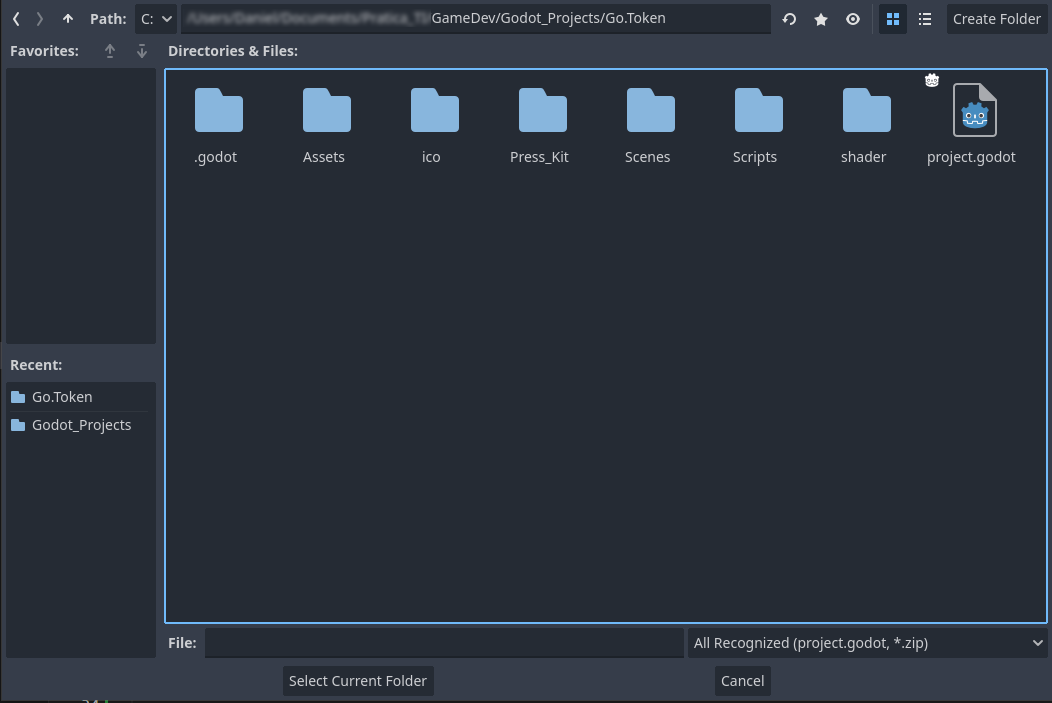 Path: C: GameDev/Godot_Projects/Go.Token Create Folder
Favorites:
Directories & Files:
.godot Assets ico Press_Kit Scenes Scripts shader project.godot
Recent:
Go.Token
Godot_Projects
File: All Recognized (project.godot, *.zip)
Select Current Folder Cancel